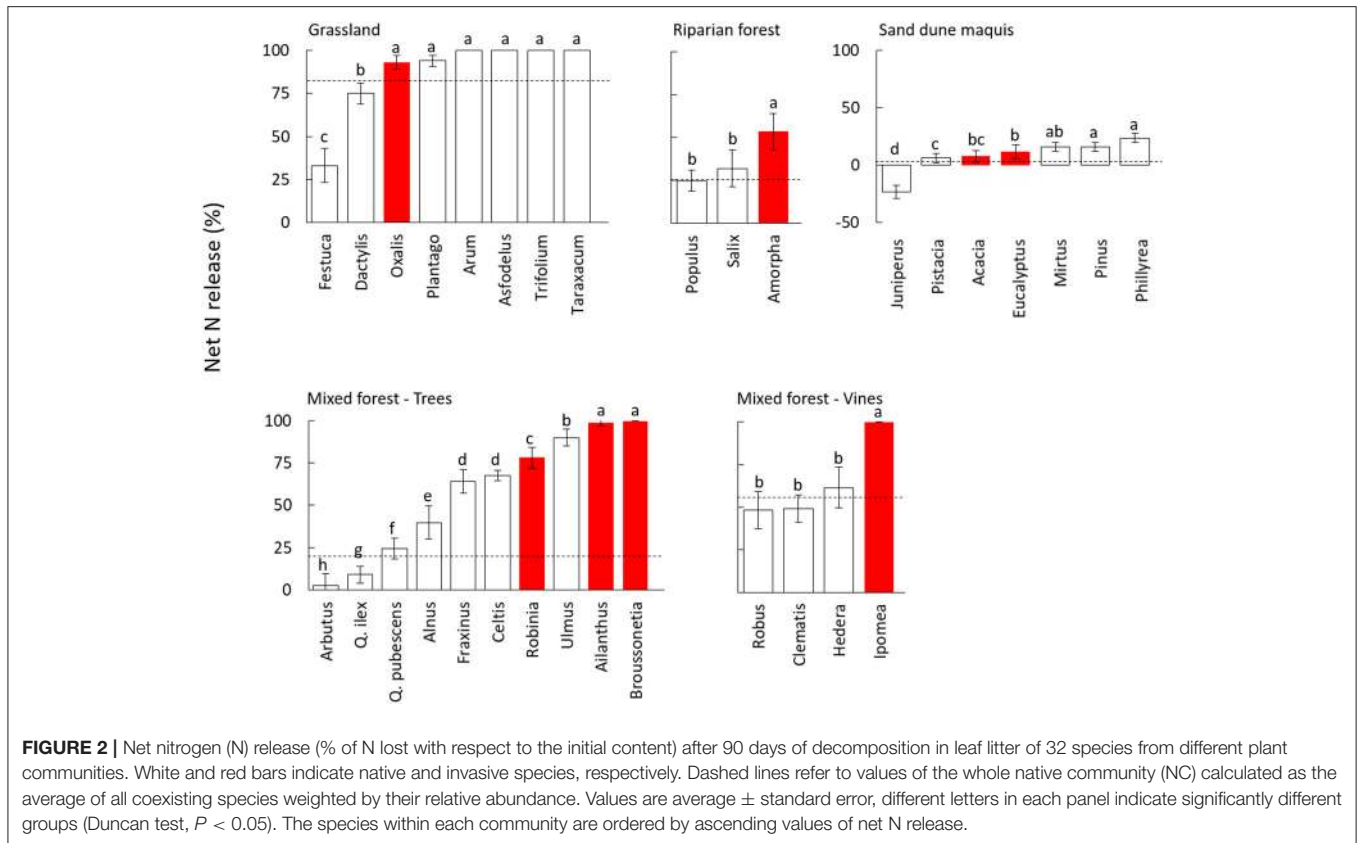 Net N release (%)
Grassland
100
75
50
25
0
c
b
a
a
a
a
a
a
Festuca
Dactylis
Oxalis
Plantago
Arum
Asfodelus
Trifolium
Taraxacum
Riparian forest
b
b
a
Populus
Salix
Amorpha
Sand dune maquis
100
50
0
-50
d
c
bc
b
ab
a
a
Juniperus
Pistacia
Acacia
Eucalyptus
Mirtus
Pinus
Phillyrea
Mixed forest - Trees
100
75
50
25
0
h
g
f
e
d
d
c
b
a
a
Arbutus
Q. ilex
Q. pubescens
Alnus
Fraxinus
Celtis
Robinia
Ulmus
Ailanthus
Broussonetia
Mixed forest - Vines
b
b
b
a
Robus
Clematis
Hedera
Ipomea
FIGURE 2 | Net nitrogen (N) release (% of N lost with respect to the initial content) after 90 days of decomposition in leaf litter of 32 species from different plant
communities. White and red bars indicate native and invasive species, respectively. Dashed lines refer to values of the whole native community (NC) calculated as the
average of all coexisting species weighted by their relative abundance. Values are average ± standard error, different letters in each panel indicate significantly different
groups (Duncan test, P < 0.05). The species within each community are ordered by ascending values of net N release.